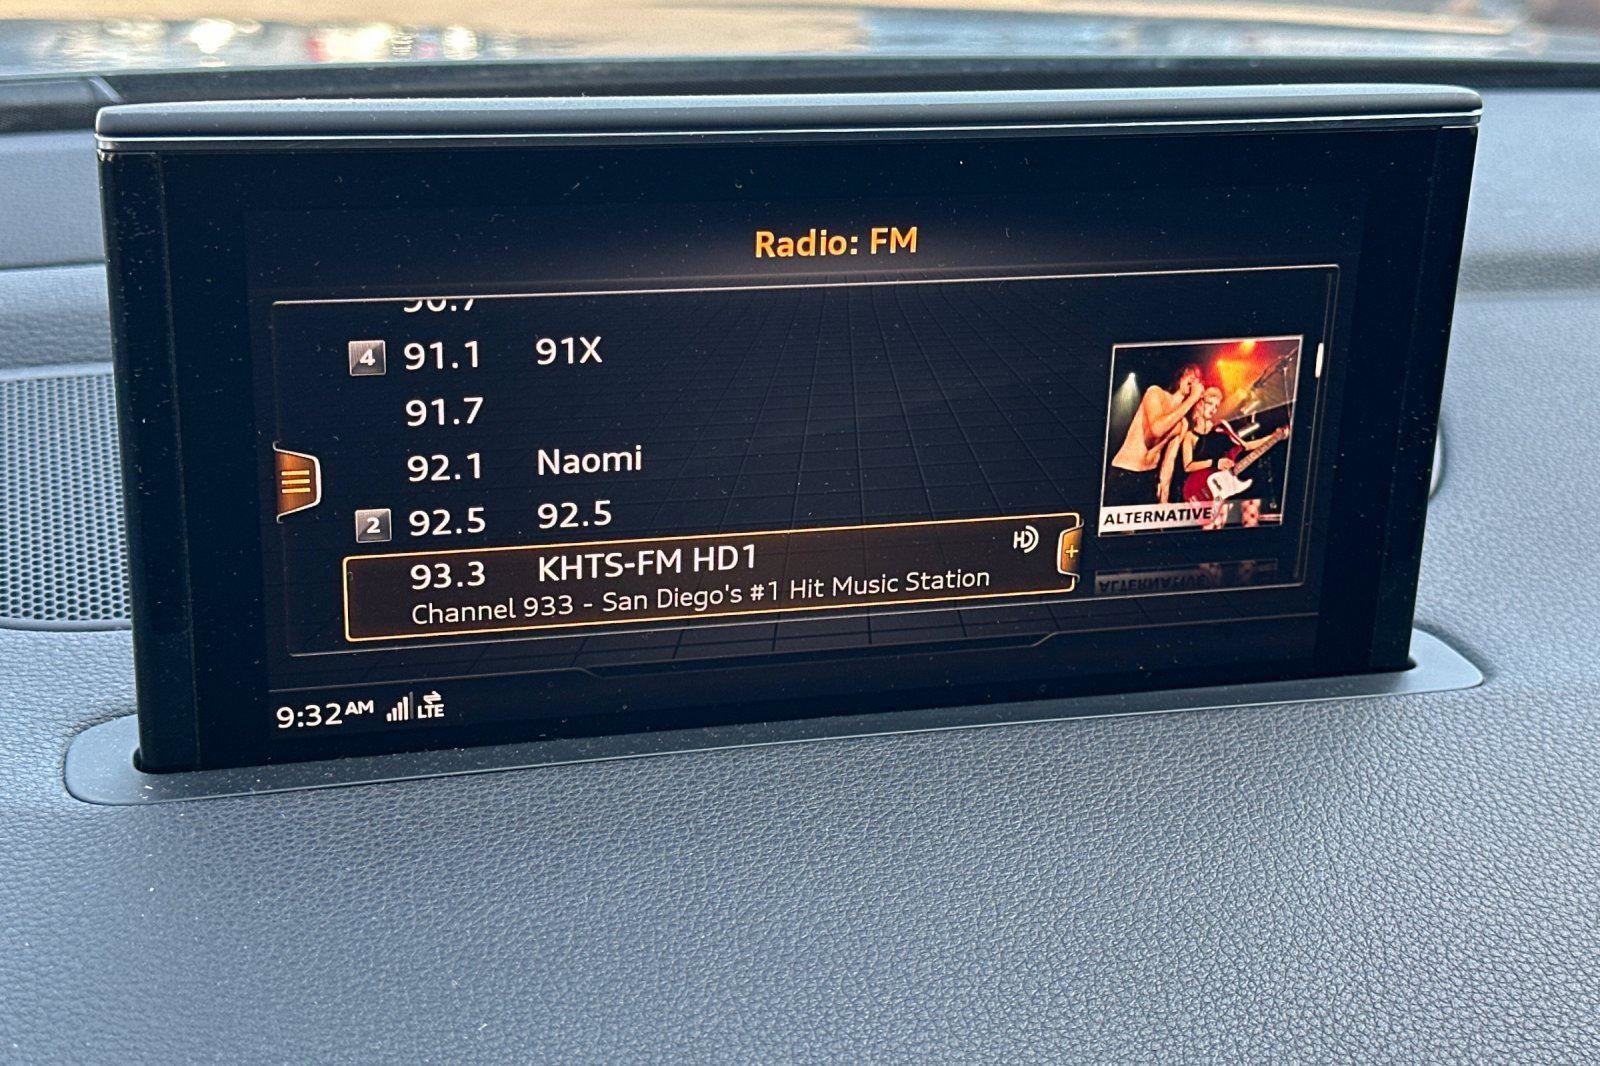 Radio: FM
4 91.1 91X
91.7
92.1 Naomi
2 92.5 92.5
93.3 KHTS-FM HD1 HD
Channel 933 - San Diego's #1 Hit Music Station
+
ALTERNATIVE
9:32AM LTE